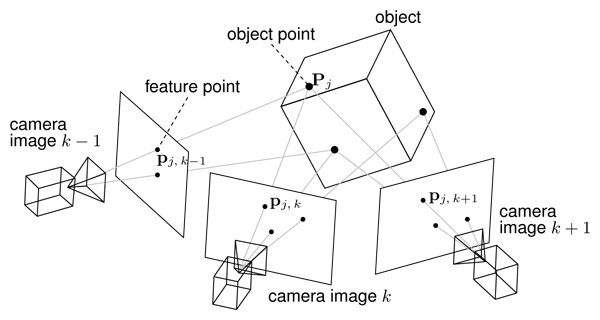 object
object point
P_j
feature point
camera
image k − 1
p_{j, k−1}
p_{j, k}
p_{j, k+1}
camera
image k + 1
camera image k